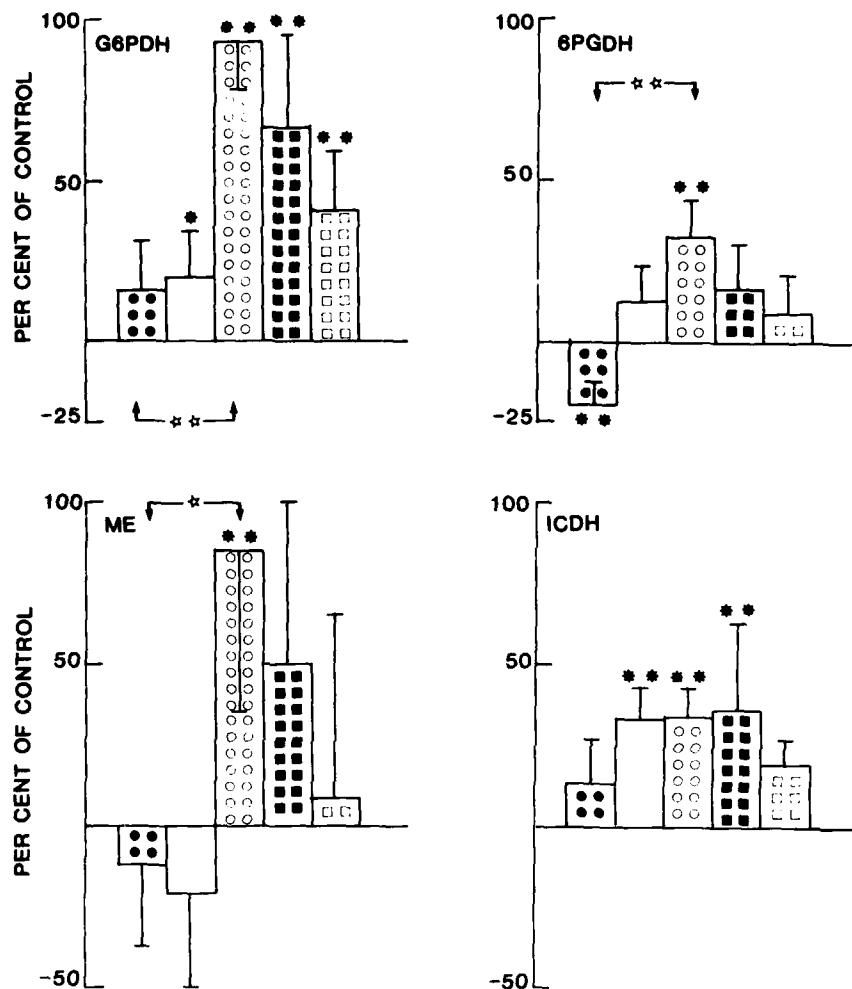 100
G6PDH
50
-25
PER CENT OF CONTROL
100
6PGDH
50
-25
100
ME
50
-50
PER CENT OF CONTROL
100
ICDH
50
-50